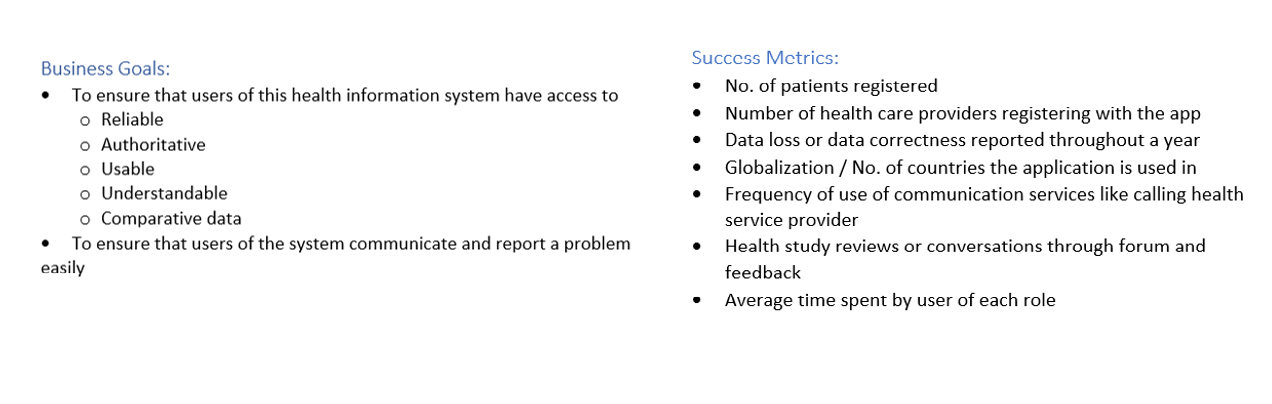 Business Goals:
• To ensure that users of this health information system have access to
o Reliable
o Authoritative
o Usable
o Understandable
o Comparative data
• To ensure that users of the system communicate and report a problem
easily
Success Metrics:
• No. of patients registered
• Number of health care providers registering with the app
• Data loss or data correctness reported throughout a year
• Globalization / No. of countries the application is used in
• Frequency of use of communication services like calling health
service provider
• Health study reviews or conversations through forum and
feedback
• Average time spent by user of each role